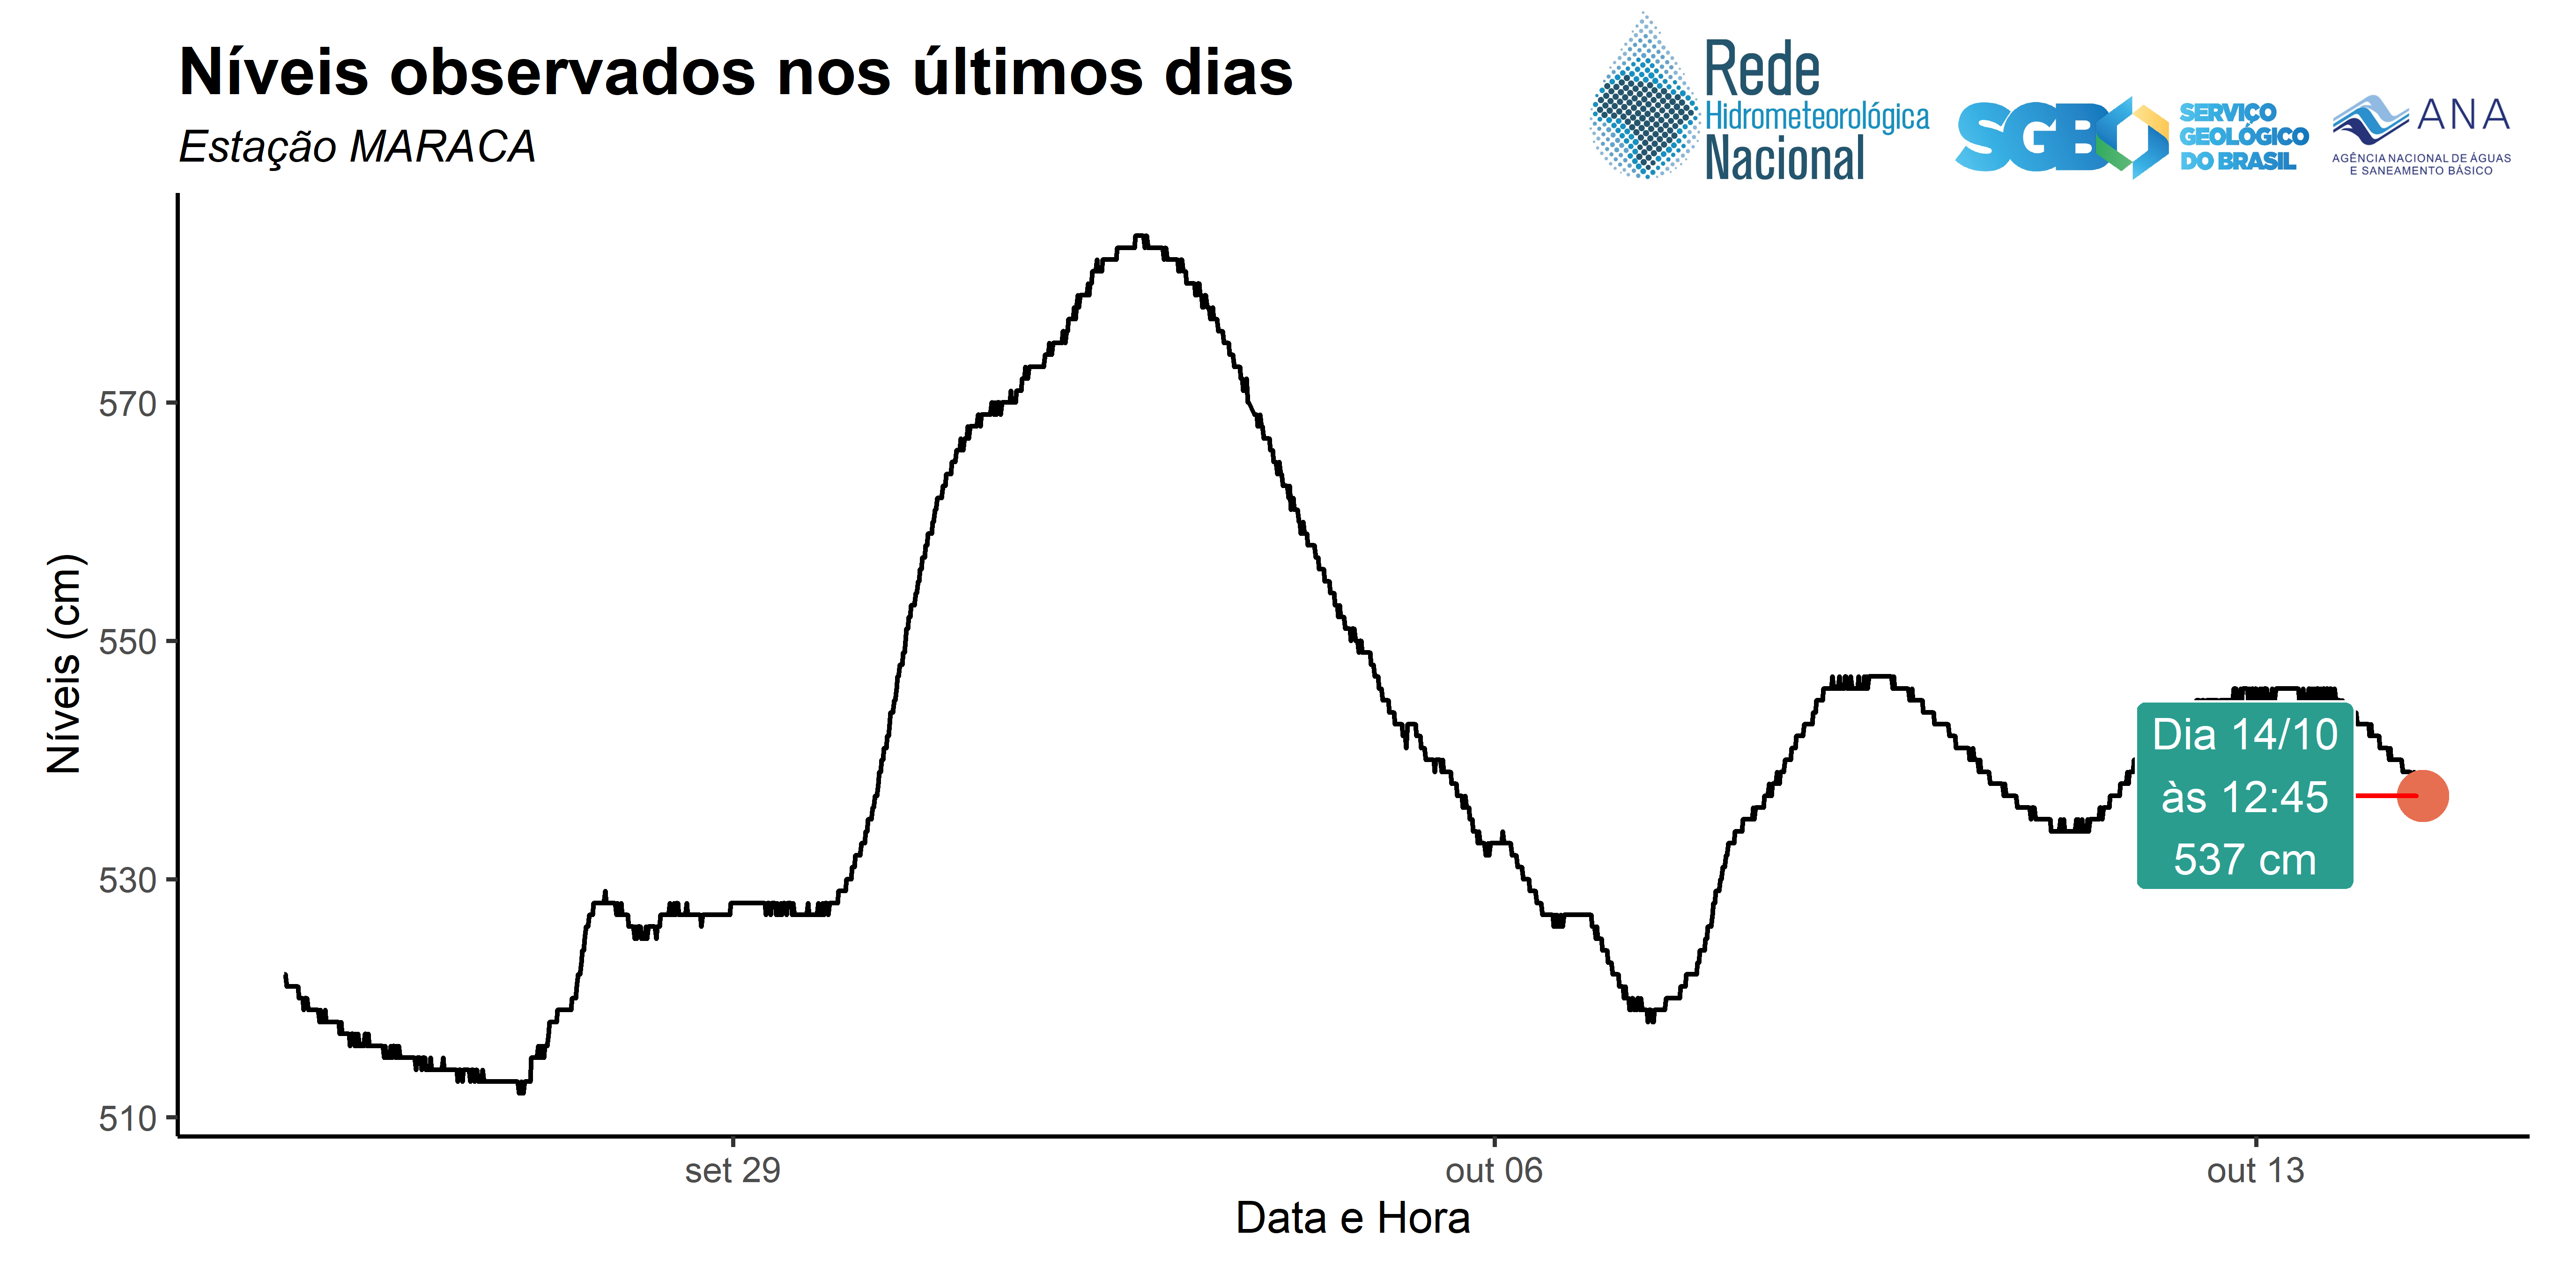 Níveis observados nos últimos dias
Estação MARACA
Rede
Hidrometeorológica
Nacional
SGB
SERVIÇO
GEOLÓGICO
DO BRASIL
ANA
AGÊNCIA NACIONAL DE ÁGUAS
E SANEAMENTO BÁSICO
Níveis (cm)
570
550
530
510
Dia 14/10
às 12:45
537 cm
set 29
out 06
out 13
Data e Hora